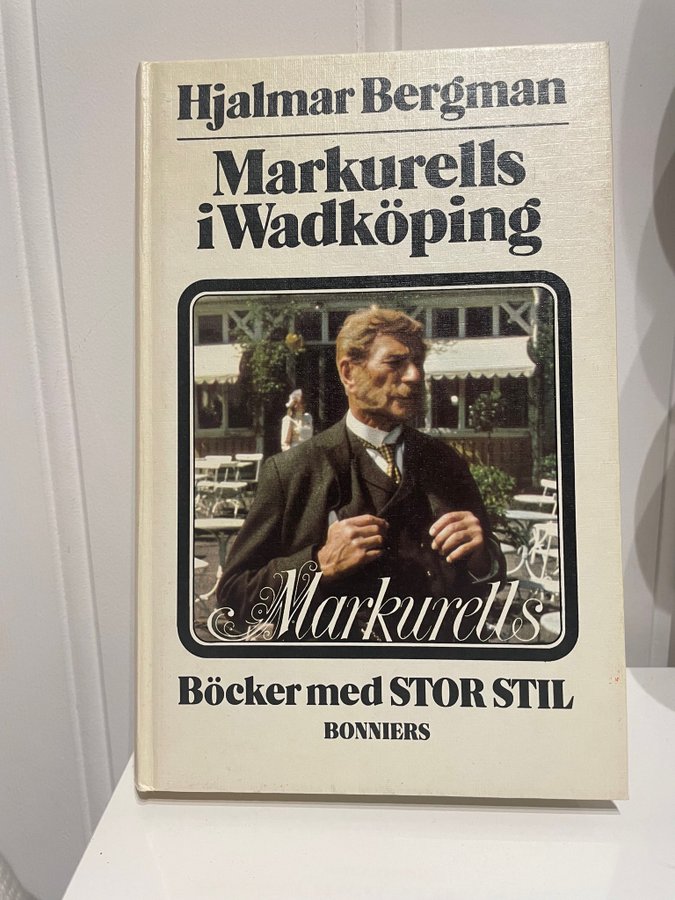 Hjalmar Bergman
Markurells
i Wadköping
Markurells
Böcker med STOR STIL
BONNIERS